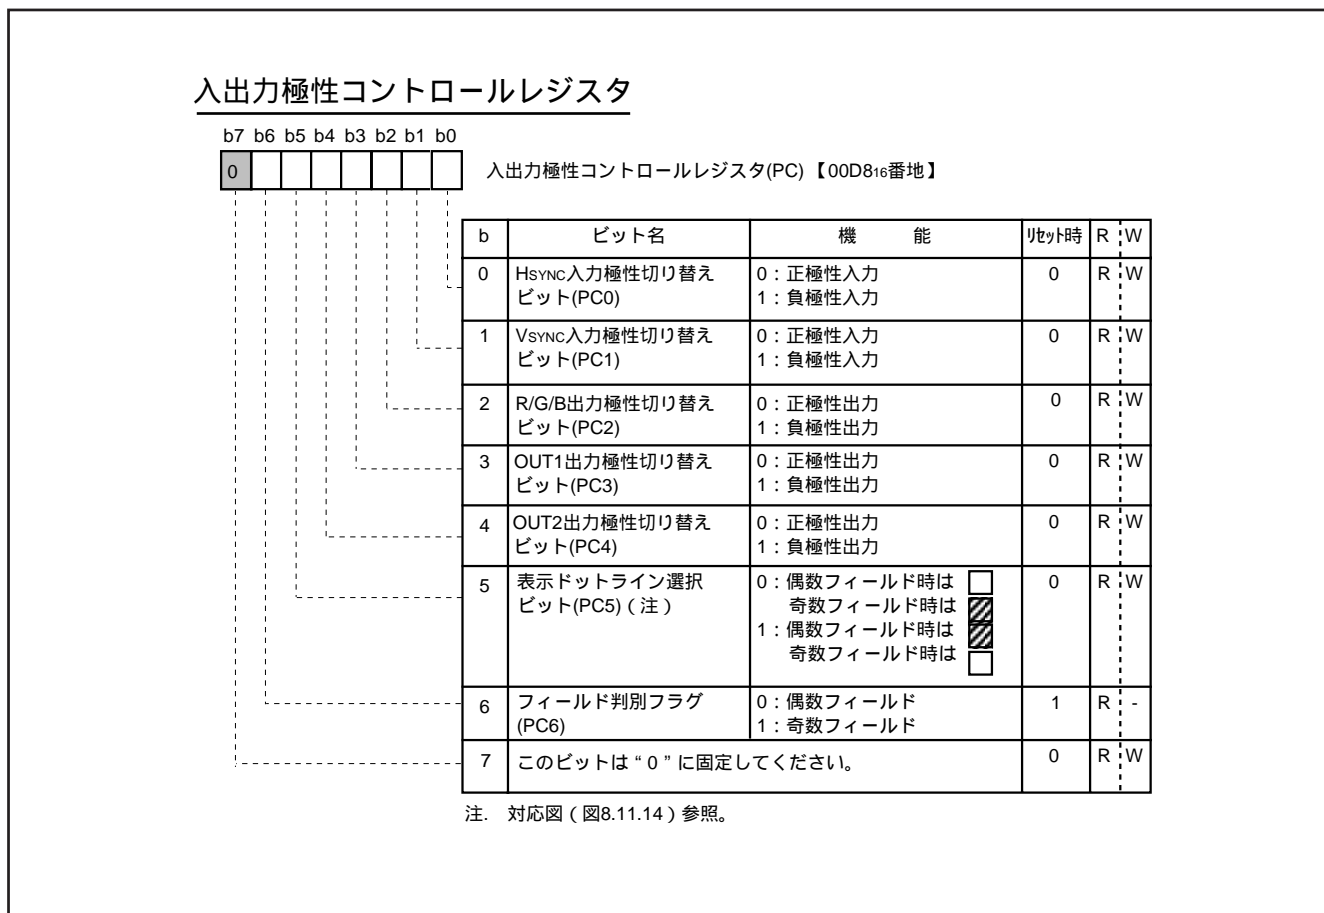 入出力極性コントロールレジスタ
b7 b6 b5 b4 b3 b2 b1 b0
0
入出力極性コントロールレジスタ(PC)【00D816番地】
b ビット名 機 能 リセット時 R W
0 HSYNC入力極性切り替え 0：正極性入力 0 R W
ビット(PC0) 1：負極性入力
1 VSYNC入力極性切り替え 0：正極性入力 0 R W
ビット(PC1) 1：負極性入力
2 R/G/B出力極性切り替え 0：正極性出力 0 R W
ビット(PC2) 1：負極性出力
3 OUT1出力極性切り替え 0：正極性出力 0 R W
ビット(PC3) 1：負極性出力
4 OUT2出力極性切り替え 0：正極性出力 0 R W
ビット(PC4) 1：負極性出力
5 表示ドットライン選択 0：偶数フィールド時は 0 R W
ビット(PC5)（注） 奇数フィールド時は
1：偶数フィールド時は
奇数フィールド時は
6 フィールド判別フラグ 0：偶数フィールド 1 R -
(PC6) 1：奇数フィールド
7 このビットは“0”に固定してください。 0 R W
注. 対応図（図8.11.14）参照。